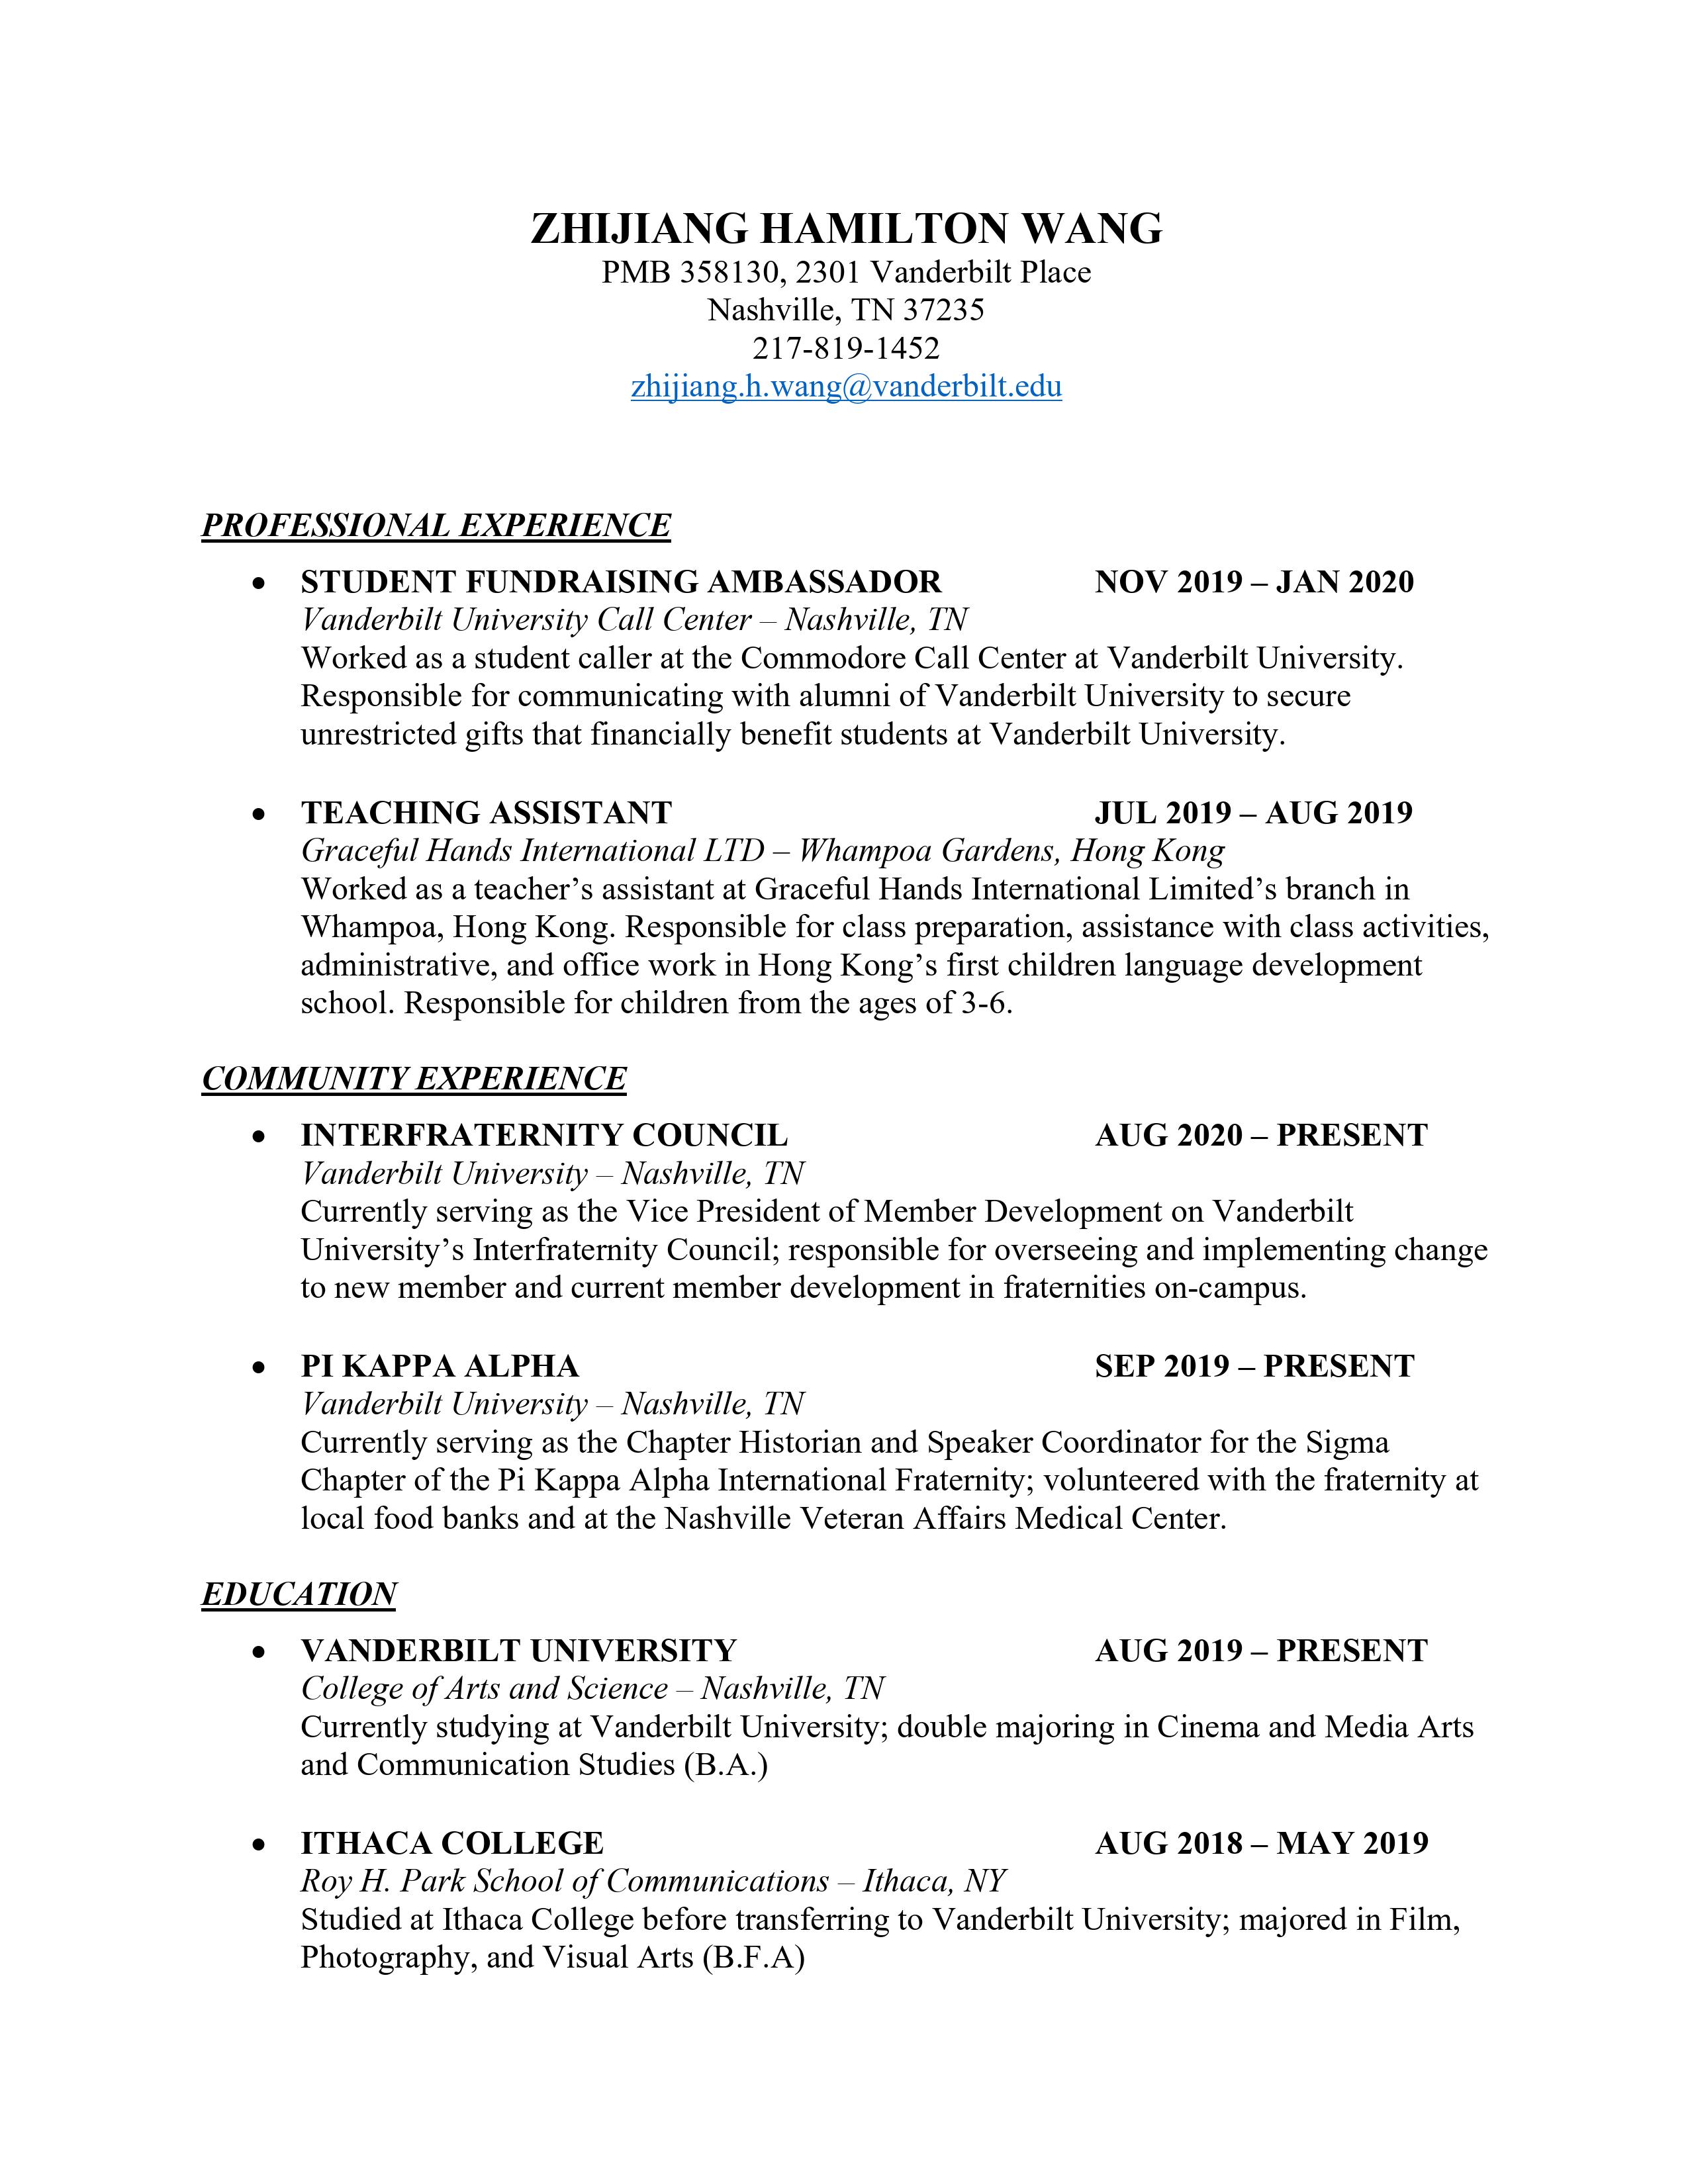 ZHIJIANG HAMILTON WANG
PMB 358130, 2301 Vanderbilt Place
Nashville, TN 37235
217-819-1452
zhijiang.h.wang@vanderbilt.edu
PROFESSIONAL EXPERIENCE
• STUDENT FUNDRAISING AMBASSADOR NOV 2019 – JAN 2020
Vanderbilt University Call Center – Nashville, TN
Worked as a student caller at the Commodore Call Center at Vanderbilt University.
Responsible for communicating with alumni of Vanderbilt University to secure
unrestricted gifts that financially benefit students at Vanderbilt University.
• TEACHING ASSISTANT JUL 2019 – AUG 2019
Graceful Hands International LTD – Whampoa Gardens, Hong Kong
Worked as a teacher’s assistant at Graceful Hands International Limited’s branch in
Whampoa, Hong Kong. Responsible for class preparation, assistance with class activities,
administrative, and office work in Hong Kong’s first children language development
school. Responsible for children from the ages of 3-6.
COMMUNITY EXPERIENCE
• INTERFRATERNITY COUNCIL AUG 2020 – PRESENT
Vanderbilt University – Nashville, TN
Currently serving as the Vice President of Member Development on Vanderbilt
University’s Interfraternity Council; responsible for overseeing and implementing change
to new member and current member development in fraternities on-campus.
• PI KAPPA ALPHA SEP 2019 – PRESENT
Vanderbilt University – Nashville, TN
Currently serving as the Chapter Historian and Speaker Coordinator for the Sigma
Chapter of the Pi Kappa Alpha International Fraternity; volunteered with the fraternity at
local food banks and at the Nashville Veteran Affairs Medical Center.
EDUCATION
• VANDERBILT UNIVERSITY AUG 2019 – PRESENT
College of Arts and Science – Nashville, TN
Currently studying at Vanderbilt University; double majoring in Cinema and Media Arts
and Communication Studies (B.A.)
• ITHACA COLLEGE AUG 2018 – MAY 2019
Roy H. Park School of Communications – Ithaca, NY
Studied at Ithaca College before transferring to Vanderbilt University; majored in Film,
Photography, and Visual Arts (B.F.A)